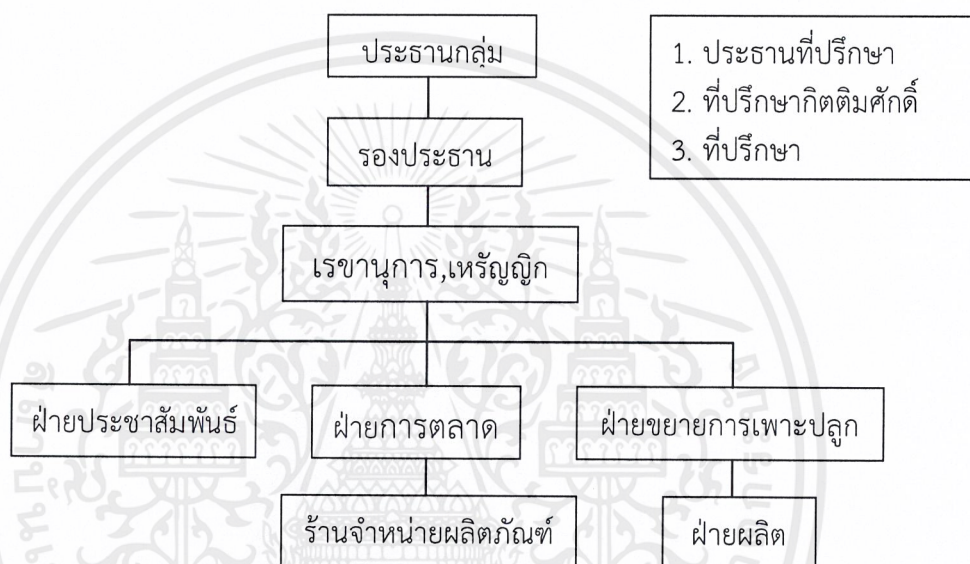 ประธานกลุ่ม
1. ประธานที่ปรึกษา
2. ที่ปรึกษากิตติมศักดิ์
3. ที่ปรึกษา
รองประธาน
เรขานุการ,เหรัญญิก
ฝ่ายประชาสัมพันธ์
ฝ่ายการตลาด
ฝ่ายขยายการเพาะปลูก
ร้านจำหน่ายผลิตภัณฑ์
ฝ่ายผลิต